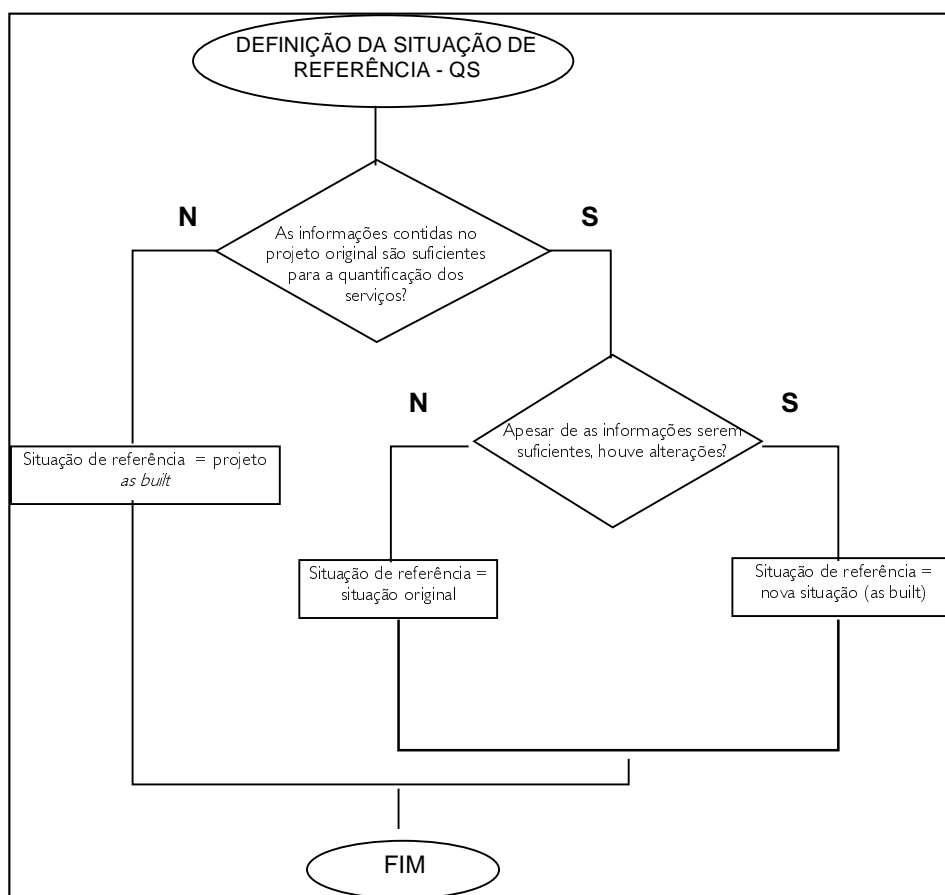 DEFINIÇÃO DA SITUAÇÃO DE
REFERÊNCIA - QS
N
S
As informações contidas no
projeto original são suficientes
para a quantificação dos
serviços?
N
S
Apesar de as informações serem
suficientes, houve alterações?
Situação de referência = projeto
as built
Situação de referência =
situação original
Situação de referência =
nova situação (as built)
FIM